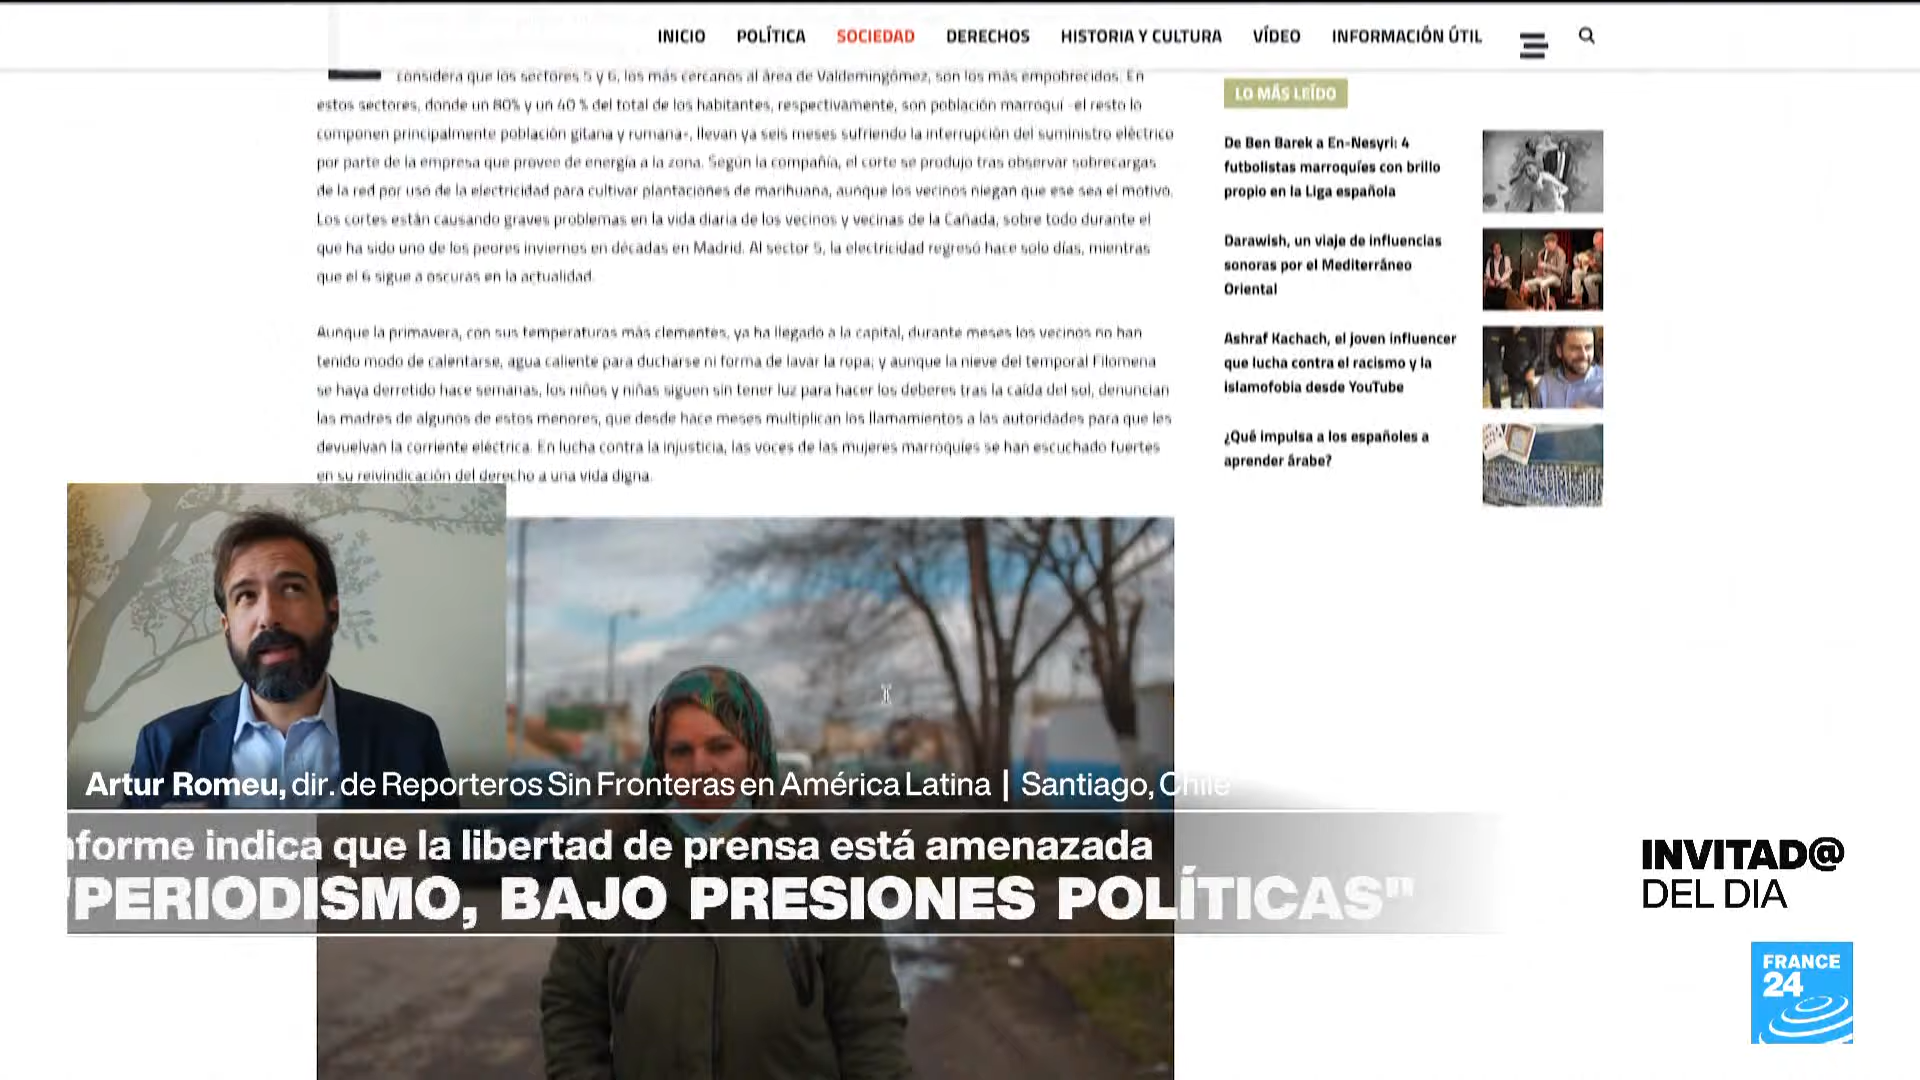 INICIO POLÍTICA SOCIEDAD DERECHOS HISTORIA Y CULTURA VÍDEO INFORMACIÓN ÚTIL
considera que los sectores 5 y 6, los más cercanos al área de Valdemingómez, son los más empobrecidos. En
estos sectores, donde un 80% y un 40 % del total de los habitantes, respectivamente, son población marroquí -el resto lo
componen principalmente población gitana y rumana-, llevan ya seis meses sufriendo la interrupción del suministro eléctrico
por parte de la empresa que provee de energía a la zona. Según la compañía, el corte se produjo tras observar sobrecargas
de la red por uso de la electricidad para cultivar plantaciones de marihuana, aunque los vecinos niegan que ese sea el motivo.
Los cortes están causando graves problemas en la vida diaria de los vecinos y vecinas de la Cañada, sobre todo durante el
que ha sido uno de los peores inviernos en décadas en Madrid. Al sector 5, la electricidad regresó hace solo días, mientras
que el 6 sigue a oscuras en la actualidad.
Aunque la primavera, con sus temperaturas más clementes, ya ha llegado a la capital, durante meses los vecinos no han
tenido modo de calentarse, agua caliente para ducharse ni forma de lavar la ropa; y aunque la nieve del temporal Filomena
se haya derretido hace semanas, los niños y niñas siguen sin tener luz para hacer los deberes tras la caída del sol, denuncian
las madres de algunos de estos menores, que desde hace meses multiplican los llamamientos a las autoridades para que les
devuelvan la corriente eléctrica. En lucha contra la injusticia, las voces de las mujeres marroquíes se han escuchado fuertes
en su reivindicación del derecho a una vida digna.
LO MÁS LEÍDO
De Ben Barek a En-Nesyri: 4
futbolistas marroquíes con brillo
propio en la Liga española
Darawish, un viaje de influencias
sonoras por el Mediterráneo
Oriental
Ashraf Kachach, el joven influencer
que lucha contra el racismo y la
islamofobia desde YouTube
¿Qué impulsa a los españoles a
aprender árabe?
Artur Romeu, dir. de Reporteros Sin Fronteras en América Latina | Santiago, Chile
nforme indica que la libertad de prensa está amenazada
"PERIODISMO, BAJO PRESIONES POLÍTICAS"
INVITAD@
DEL DIA
FRANCE
24